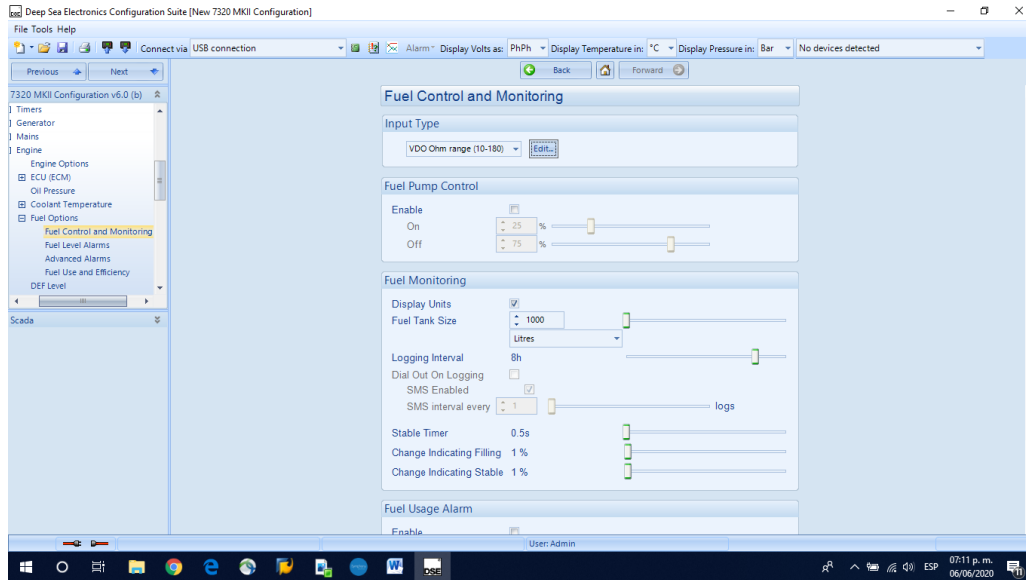 Deep Sea Electronics Configuration Suite [New 7320 MKII Configuration]
File Tools Help
Connect via USB connection Alarm Display Volts as: PhPh Display Temperature in: °C Display Pressure in: Bar No devices detected
Previous Next Back Forward
7320 MKII Configuration v6.0 (b)
Timers
Generator
Mains
Engine
Engine Options
ECU (ECM)
Oil Pressure
Coolant Temperature
Fuel Options
Fuel Control and Monitoring
Fuel Level Alarms
Advanced Alarms
Fuel Use and Efficiency
DEF Level
Scada
Fuel Control and Monitoring
Input Type
VDO Ohm range (10-180) Edit...
Fuel Pump Control
Enable
On 25 %
Off 75 %
Fuel Monitoring
Display Units
Fuel Tank Size 1000
Litres
Logging Interval 8h
Dial Out On Logging
SMS Enabled
SMS interval every 1 logs
Stable Timer 0.5s
Change Indicating Filling 1 %
Change Indicating Stable 1 %
Fuel Usage Alarm
Enable
User: Admin
DSE
ESP 07:11 p. m.
06/06/2020